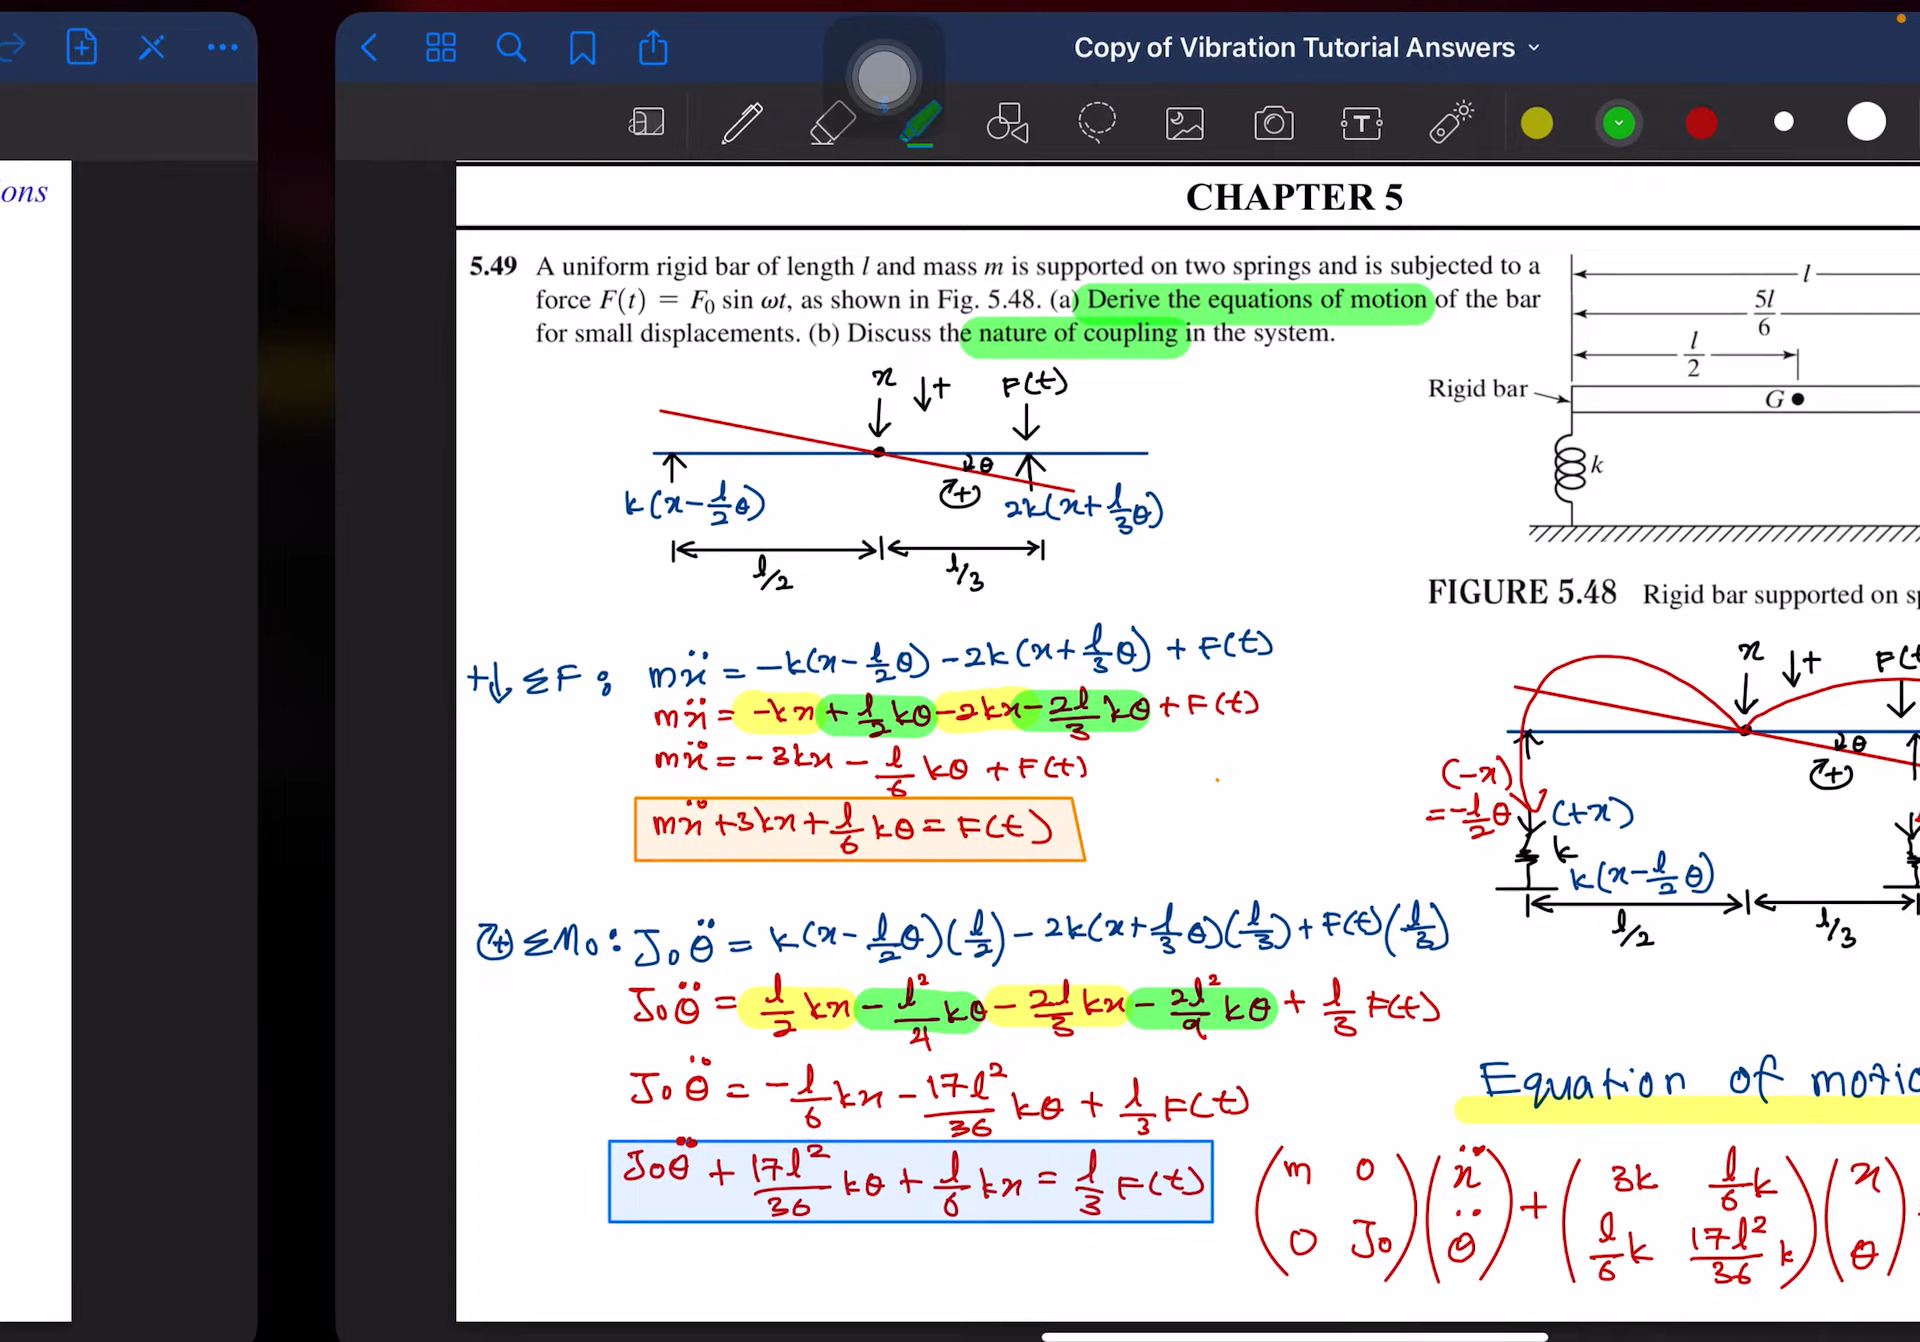 ons
Copy of Vibration Tutorial Answers
CHAPTER 5
5.49 A uniform rigid bar of length l and mass m is supported on two springs and is subjected to a
force F(t) = F₀ sin ωt, as shown in Fig. 5.48. (a) Derive the equations of motion of the bar
for small displacements. (b) Discuss the nature of coupling in the system.
x ↓+ F(t)
θ
+
k(x-l/2 θ)
2k(x+l/3 θ)
l/2
l/3
+↓ ΣF: mẍ = -k(x-l/2 θ) -2k(x+l/3 θ) + F(t)
mẍ = -kx + l/2 kθ -2kx - 2l/3 kθ + F(t)
mẍ = -3kx - l/6 kθ + F(t)
mẍ +3kx + l/6 kθ = F(t)
+ ΣMo: Joθ̈ = k(x-l/2 θ)(l/2) - 2k(x+l/3 θ)(l/3) + F(t)(l/3)
Joθ̈ = l/2 kx - l²/4 kθ - 2l/3 kx - 2l²/9 kθ + l/3 F(t)
Joθ̈ = -l/6 kx - 17l²/36 kθ + l/3 F(t)
Joθ̈ + 17l²/36 kθ + l/6 kx = l/3 F(t)
l
5l/6
l/2
Rigid bar
G
k
FIGURE 5.48 Rigid bar supported on s
x ↓+ F(t
θ
+
(-x)
=-l/2 θ
(+x)
k
k(x-l/2 θ)
l/2
l/3
Equation of motio
(m 0
0 Jo) (ẍ
θ̈) + (3k l/6 k
l/6 k 17l²/36 k) (x
θ)